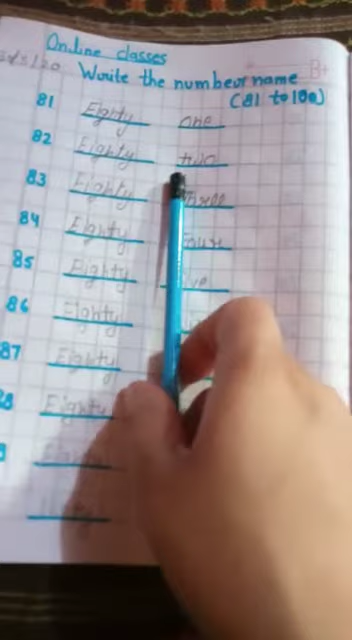 Online classes
Write the number name
(81 to 100)
81 Eighty one
82 Eighty two
83 Eighty three
84 Eighty four
85 Eighty
86 Eighty
87 Eighty
Eighty